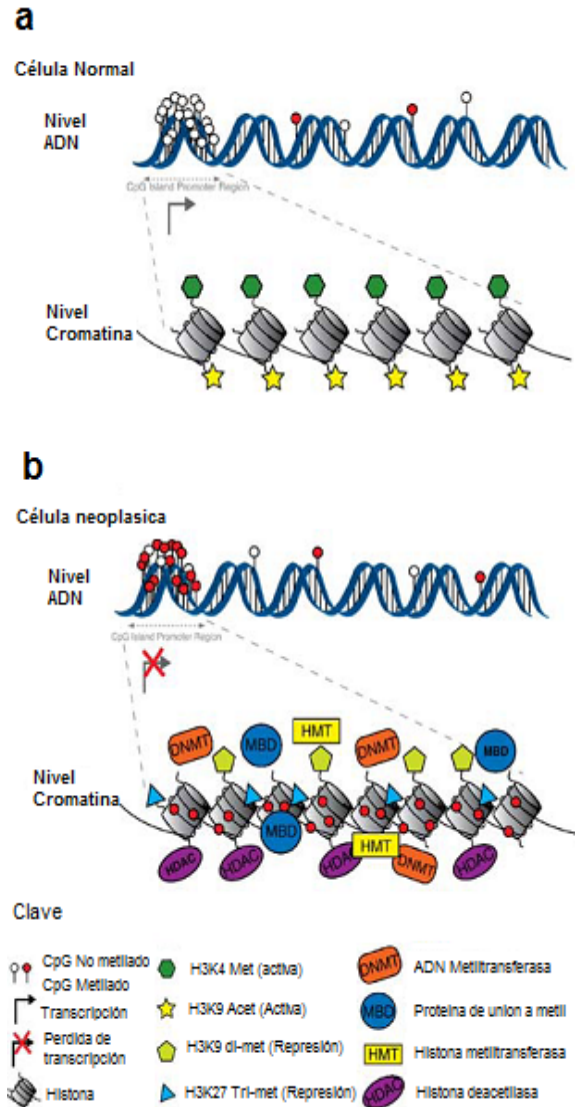 a
Célula Normal
Nivel
ADN
CpG Island Promoter Region
Nivel
Cromatina
b
Célula neoplasica
Nivel
ADN
CpG Island Promoter Region
Nivel
Cromatina
DNMT
MBD
HMT
DNMT
MBD
MBD
HDAC
HDAC
HDAC
HMT
DNMT
HDAC
Clave
CpG No metilado
CpG Metilado
Transcripción
Perdida de
transcripción
Histona
H3K4 Met (activa)
H3K9 Acet (Activa)
H3K9 di-met (Represión)
H3K27 Tri-met (Represión)
DNMT
ADN Metiltransferasa
MBD
Proteina de union a metil
HMT
Histona metiltransferasa
HDAC
Histona deacetilasa